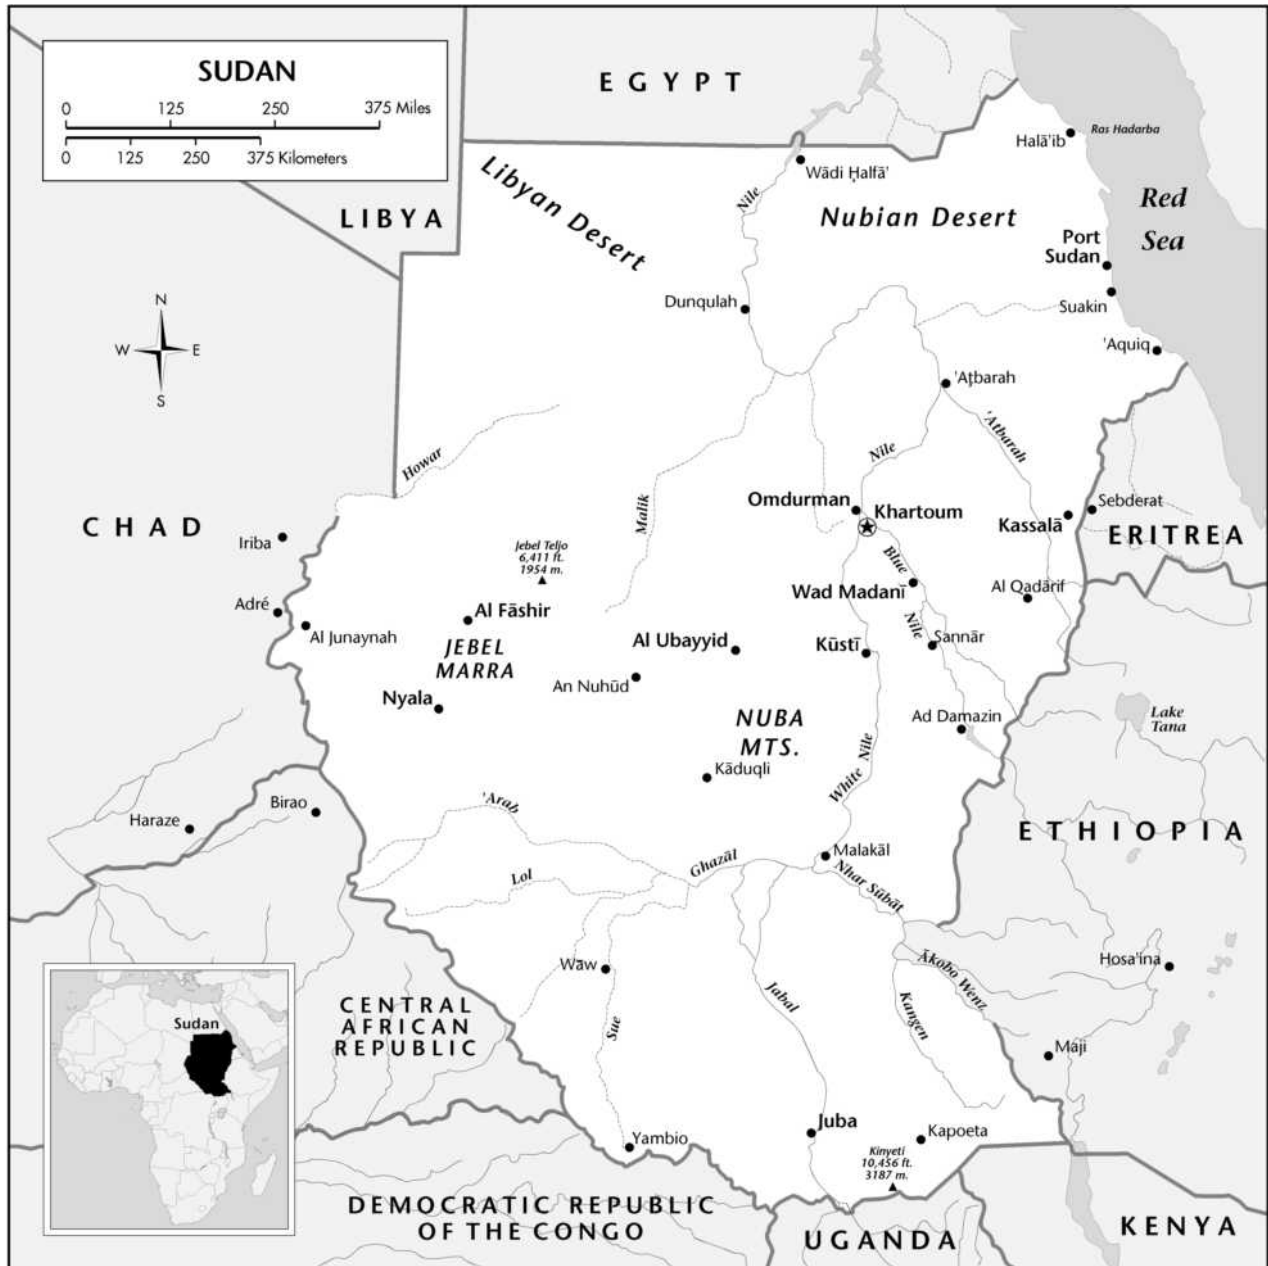 SUDAN
0 125 250 375 Miles
0 125 250 375 Kilometers
EGYPT
Halā'ib
Ras Hadarba
Wādi Ḥalfā'
Libyan Desert
Nile
Nubian Desert
Red
Sea
LIBYA
Port
Sudan
Dunqulah
Suakin
N
W E
S
'Aquiq
'Aṭbarah
'Atbarah
Howar
Nile
Malik
Omdurman
Khartoum
Sebderat
CHAD
Kassalā
ERITREA
Iriba
Jebel Teljo
6,411 ft.
1954 m.
Blue
Nile
Wad Madanī
Al Qadārif
Adré
Al Fāshir
Al Junaynah
JEBEL
MARRA
Al Ubayyid
Kūstī
Sannār
An Nuhūd
Nyala
NUBA
MTS.
Ad Damazin
Lake
Tana
White Nile
Kāduqli
Birao
'Arab
Haraze
ETHIOPIA
Malakāl
Ghazāl
Nhar Sūbāt
Lol
Waw
Ākobo Wenz
Hosa'ina
Jabal
Kangen
Sue
CENTRAL
AFRICAN
REPUBLIC
Sudan
Maji
Juba
Kapoeta
Yambio
Kinyeti
10,456 ft.
3187 m.
DEMOCRATIC REPUBLIC
OF THE CONGO
UGANDA
KENYA